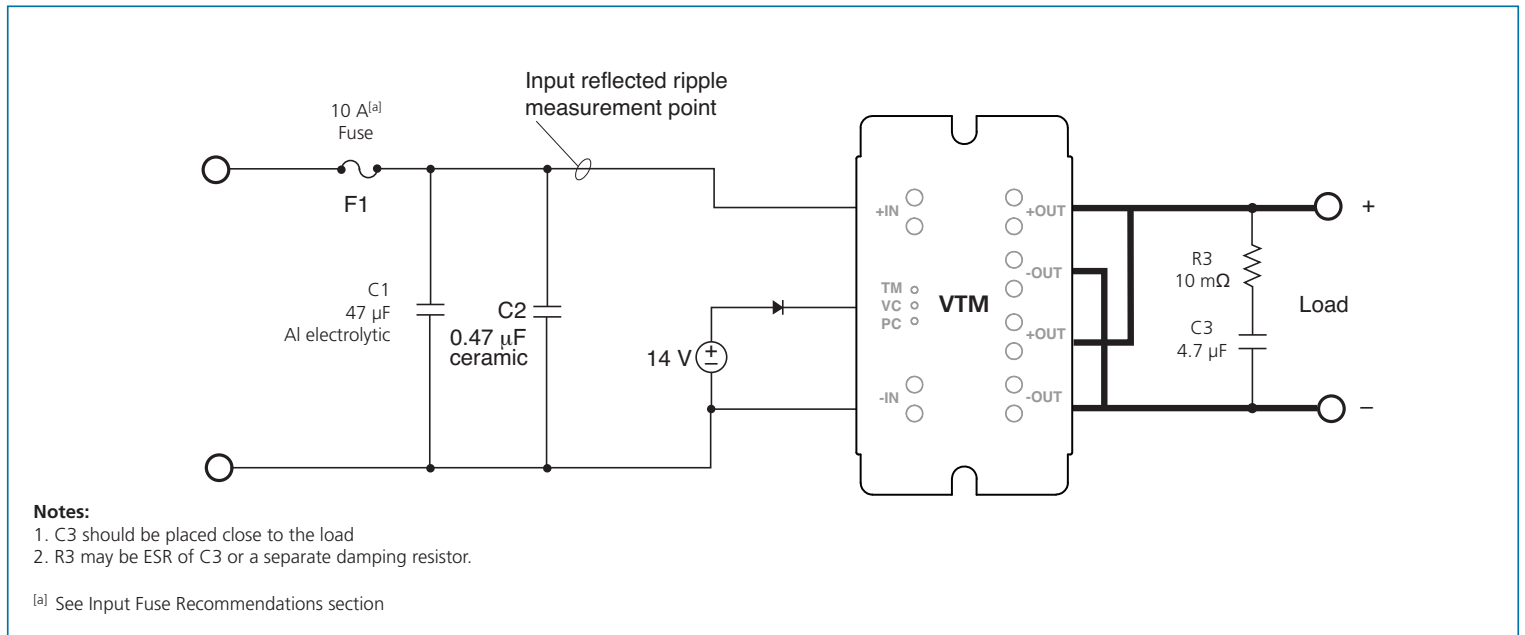 Input reflected ripple
measurement point
10 A[a]
Fuse
F1
C1
47 µF
Al electrolytic
C2
0.47 µF
ceramic
14 V
+
−
+IN
TM
VC
PC
-IN
VTM
+OUT
-OUT
+OUT
-OUT
R3
10 mΩ
C3
4.7 µF
Load
+
−
Notes:
1. C3 should be placed close to the load
2. R3 may be ESR of C3 or a separate damping resistor.
[a] See Input Fuse Recommendations section